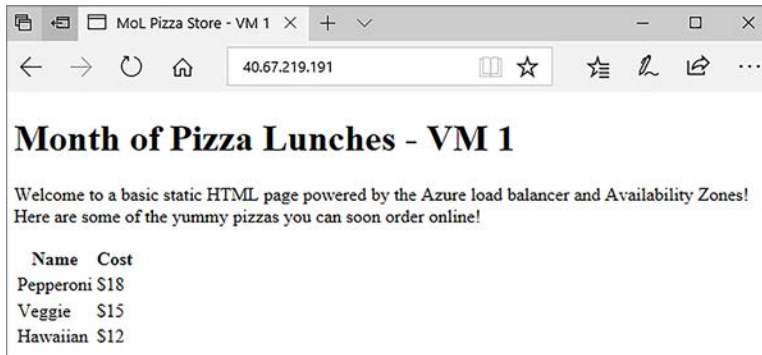 MoL Pizza Store - VM 1
40.67.219.191
Month of Pizza Lunches - VM 1
Welcome to a basic static HTML page powered by the Azure load balancer and Availability Zones!
Here are some of the yummy pizzas you can soon order online!
Name Cost
Pepperoni $18
Veggie $15
Hawaiian $12